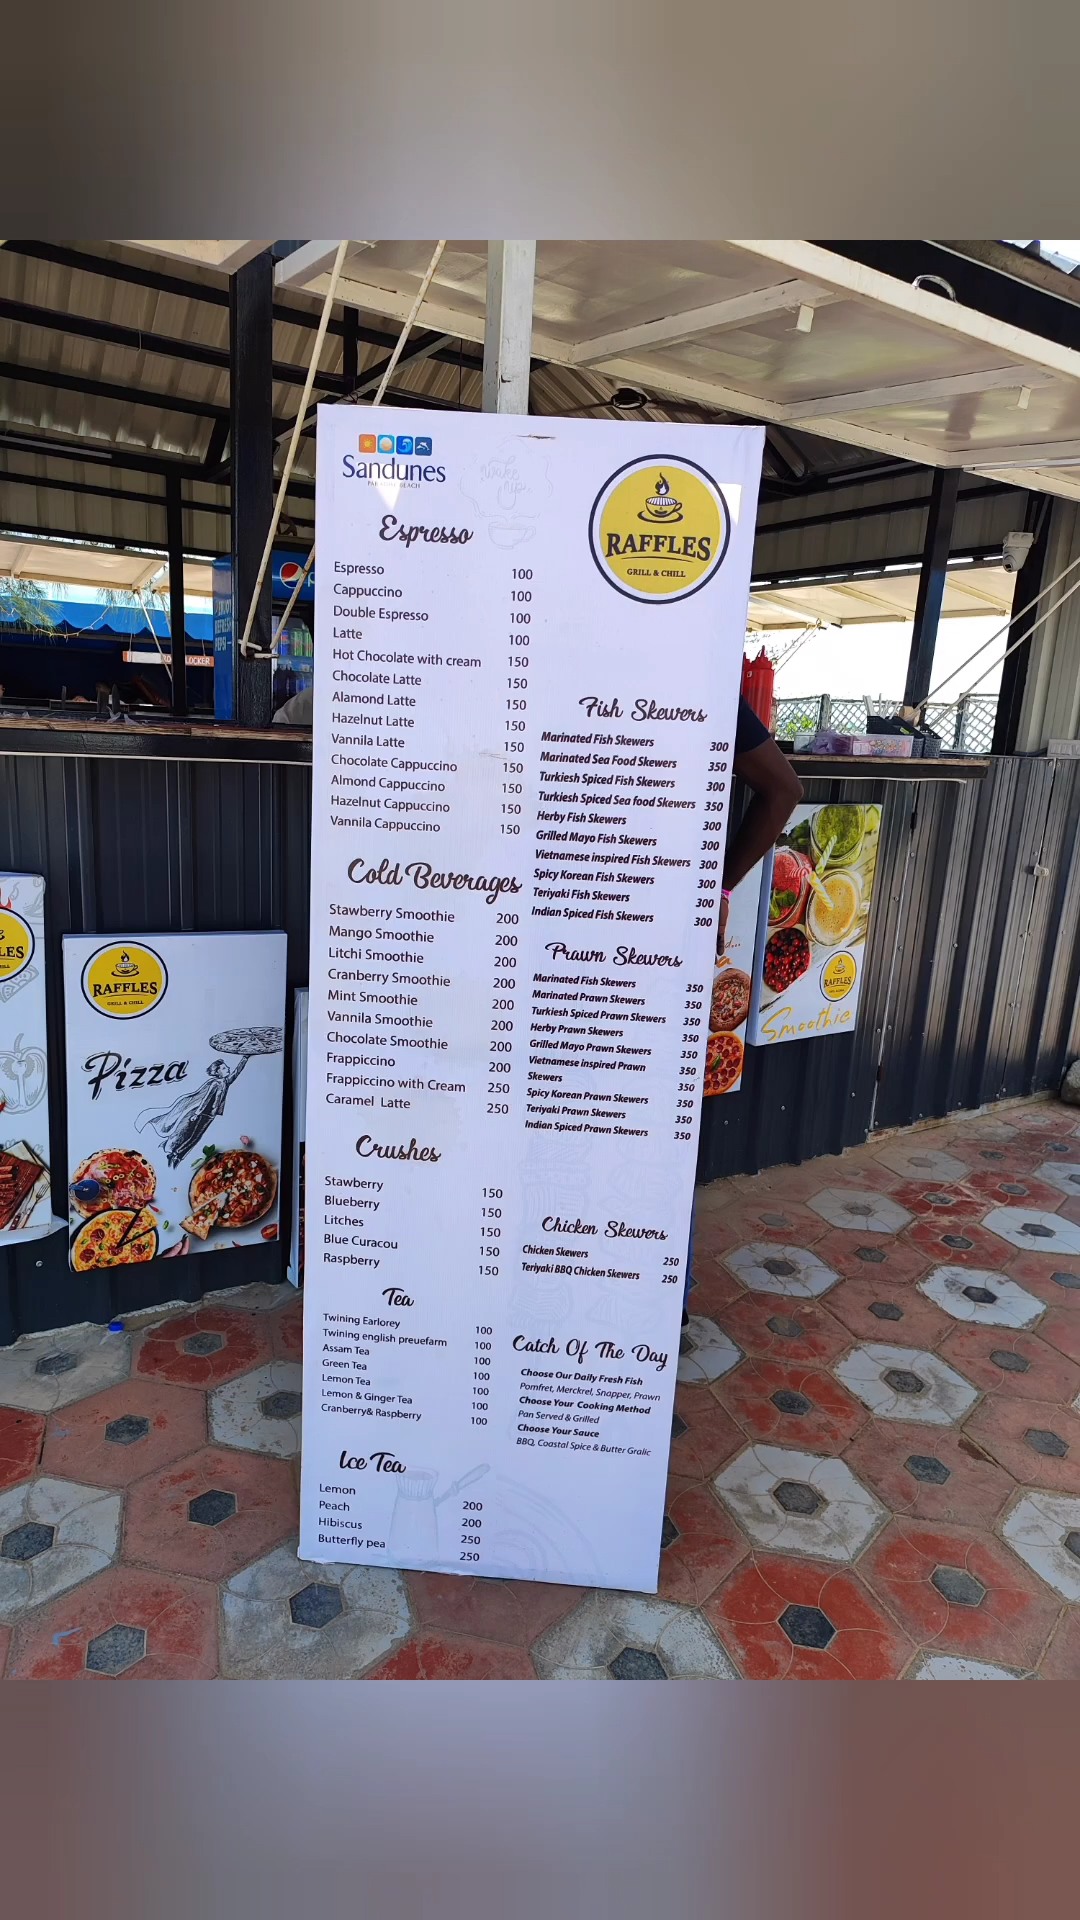 Sandunes
PARADISE BEACH
Wake
up
RAFFLES
GRILL & CHILL
Espresso
Espresso 100
Cappuccino 100
Double Espresso 100
Latte 100
Hot Chocolate with cream 150
Chocolate Latte 150
Alamond Latte 150
Hazelnut Latte 150
Vannila Latte 150
Chocolate Cappuccino 150
Almond Cappuccino 150
Hazelnut Cappuccino 150
Vannila Cappuccino 150
Cold Beverages
Stawberry Smoothie 200
Mango Smoothie 200
Litchi Smoothie 200
Cranberry Smoothie 200
Mint Smoothie 200
Vannila Smoothie 200
Chocolate Smoothie 200
Frappiccino 200
Frappiccino with Cream 250
Caramel Latte 250
Crushes
Stawberry 150
Blueberry 150
Litches 150
Blue Curacou 150
Raspberry 150
Tea
Twining Earlorey 100
Twining english preuefarm 100
Assam Tea 100
Green Tea 100
Lemon Tea 100
Lemon & Ginger Tea 100
Cranberry& Raspberry 100
Ice Tea
Lemon 200
Peach 200
Hibiscus 250
Butterfly pea 250
Fish Skewers
Marinated Fish Skewers 300
Marinated Sea Food Skewers 350
Turkiesh Spiced Fish Skewers 300
Turkiesh Spiced Sea food Skewers 350
Herby Fish Skewers 300
Grilled Mayo Fish Skewers 300
Vietnamese inspired Fish Skewers 300
Spicy Korean Fish Skewers 300
Teriyaki Fish Skewers 300
Indian Spiced Fish Skewers 300
Prawn Skewers
Marinated Fish Skewers 350
Marinated Prawn Skewers 350
Turkiesh Spiced Prawn Skewers 350
Herby Prawn Skewers 350
Grilled Mayo Prawn Skewers 350
Vietnamese inspired Prawn 350
Skewers 350
Spicy Korean Prawn Skewers 350
Teriyaki Prawn Skewers 350
Indian Spiced Prawn Skewers 350
Chicken Skewers
Chicken Skewers 250
Teriyaki BBQ Chicken Skewers 250
Catch Of The Day
Choose Our Daily Fresh Fish
Pomfret, Merckrel, Snapper, Prawn
Choose Your Cooking Method
Pan Served & Grilled
Choose Your Sauce
BBQ, Coastal Spice & Butter Gralic
LOCKER
RAFFLES
GRILL & CHILL
Pizza
RAFFLES
Smoothie